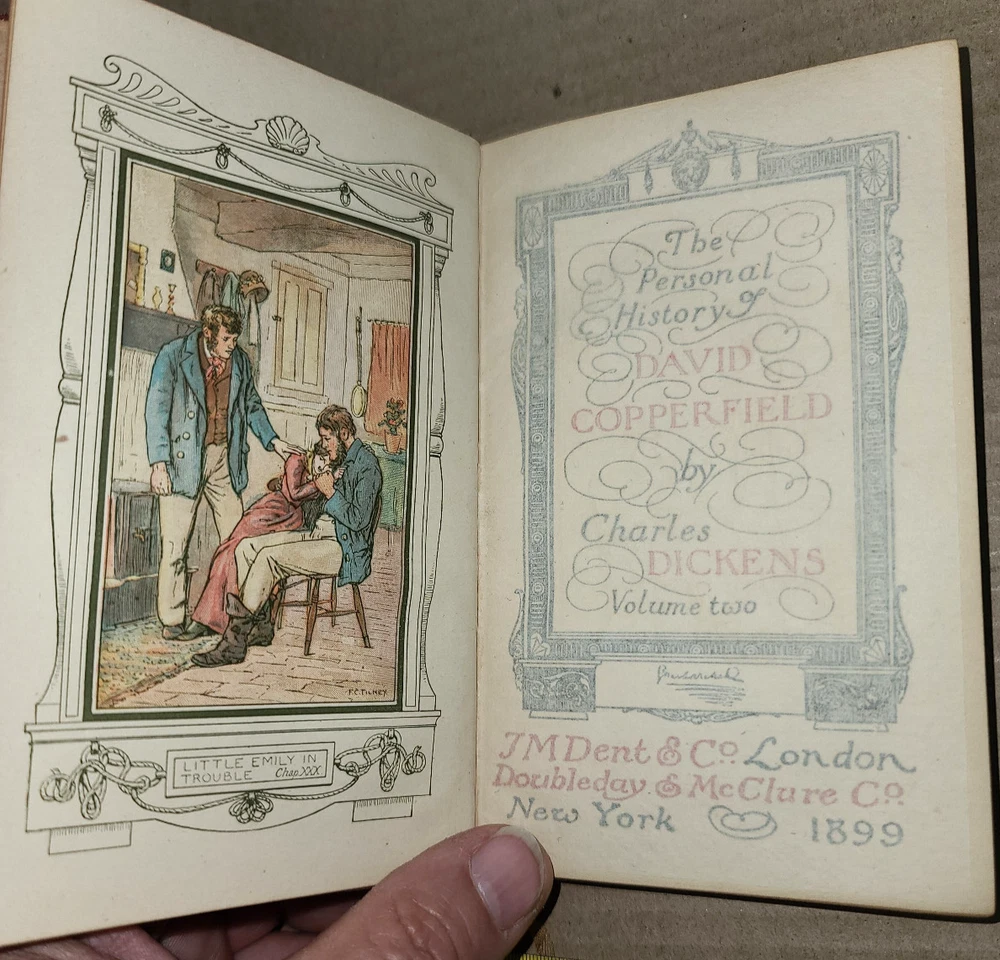 F.C. TILNEY
LITTLE EMILY IN
TROUBLE Chap XXX
The
Personal
History of
DAVID
COPPERFIELD
by
Charles
DICKENS
Volume two
JM Dent & Co. London
Doubleday & McClure Co.
New York 1899